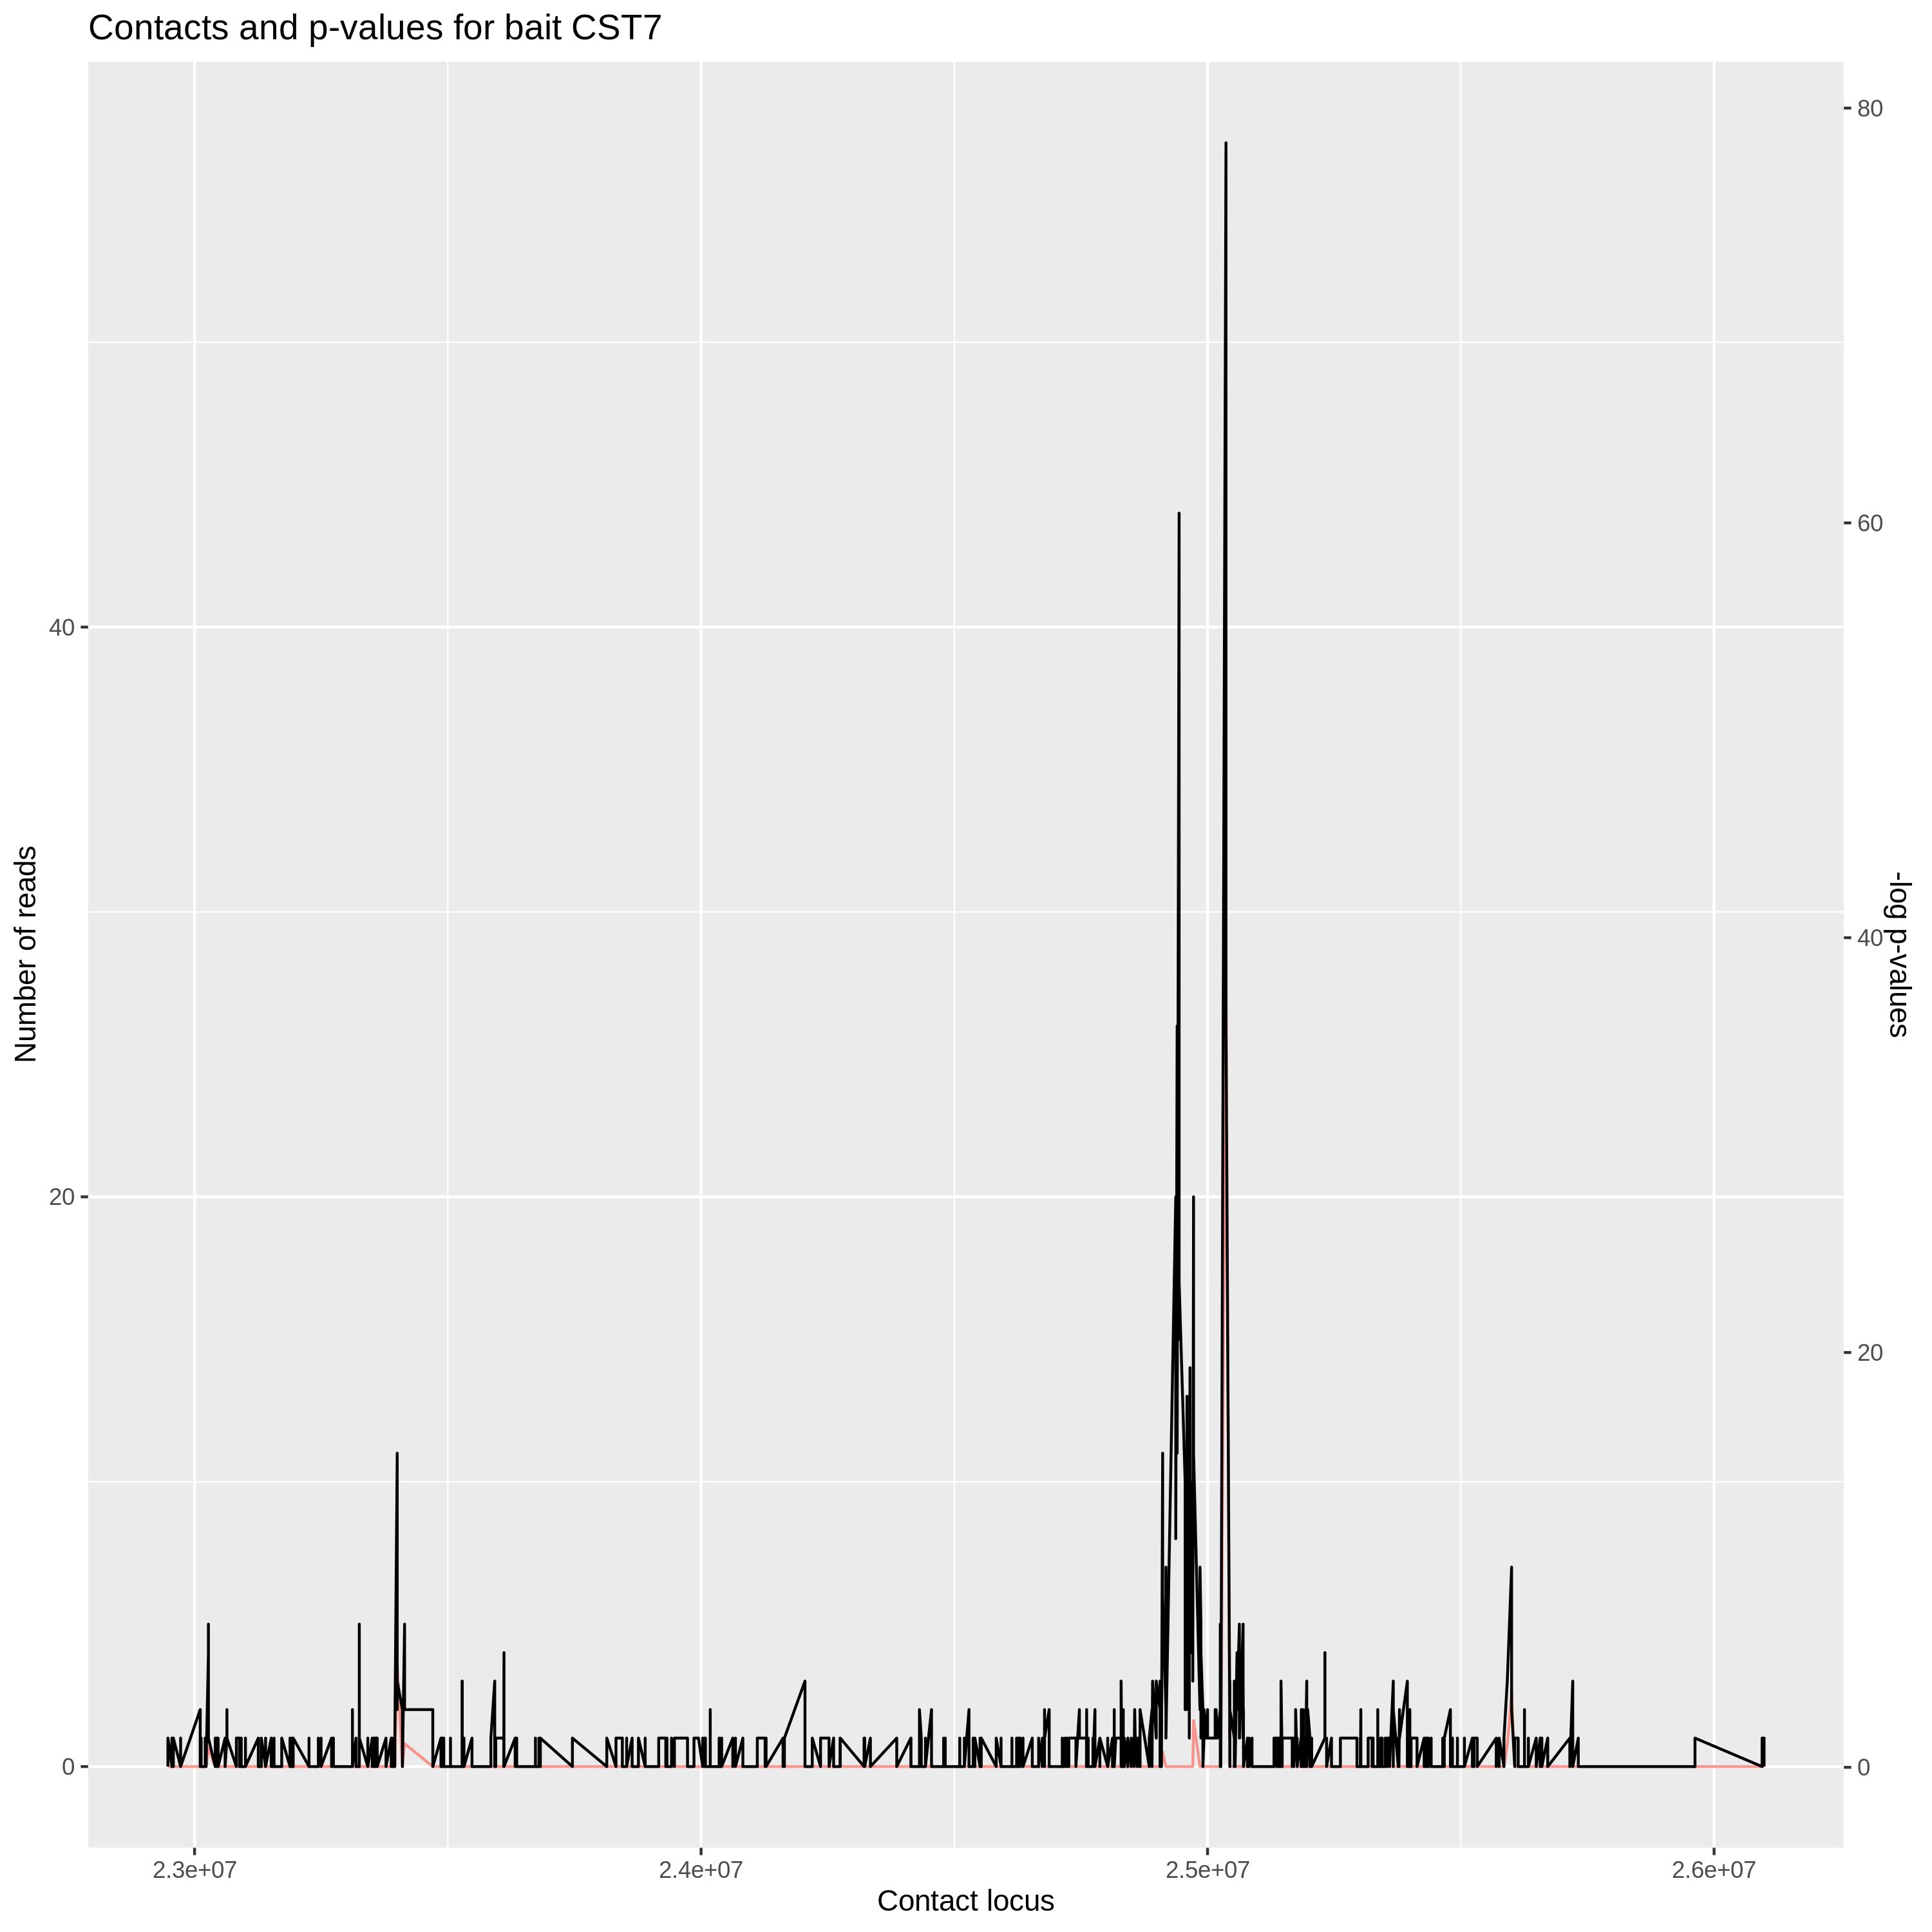 Contacts and p-values for bait CST7
80
60
40
40
20
20
0
0
Number of reads
-log p-values
2.3e+07
2.4e+07
2.5e+07
2.6e+07
Contact locus